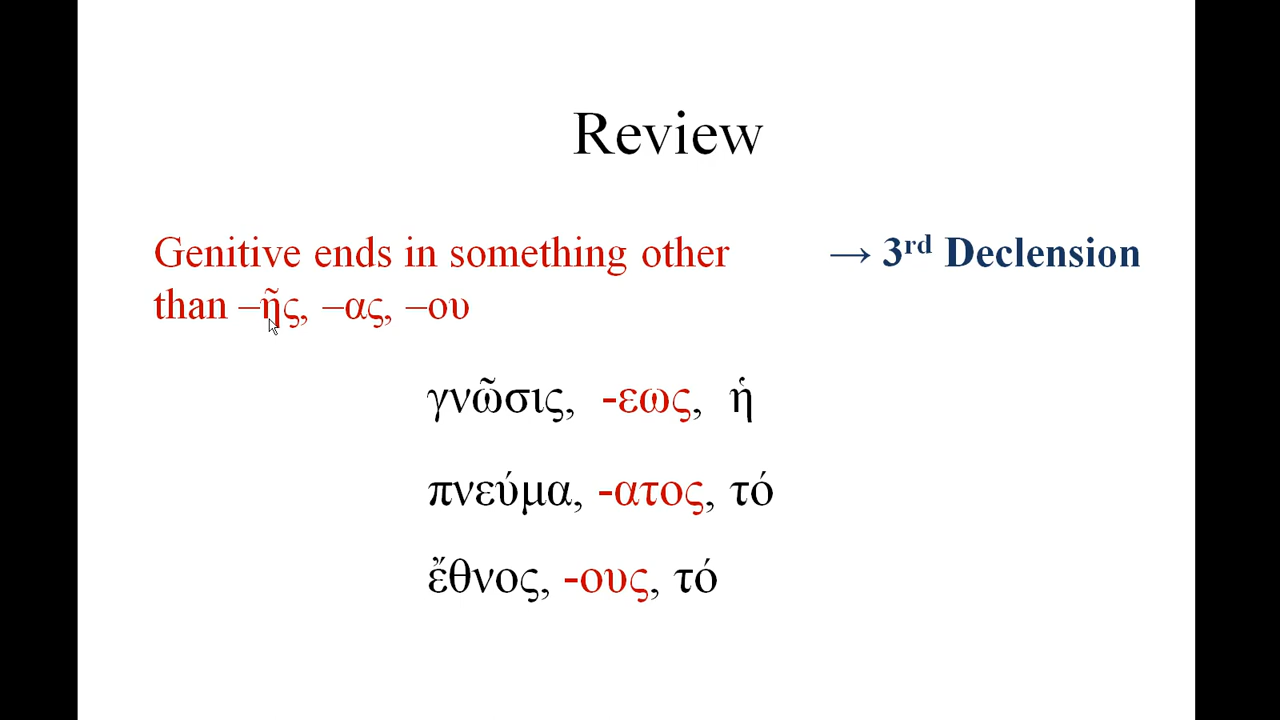 Review
Genitive ends in something other → 3rd Declension
than –ῆς, –ας, –ου
γνῶσις, -εως, ἡ
πνεύμα, -ατος, τό
ἔθνος, -ους, τό